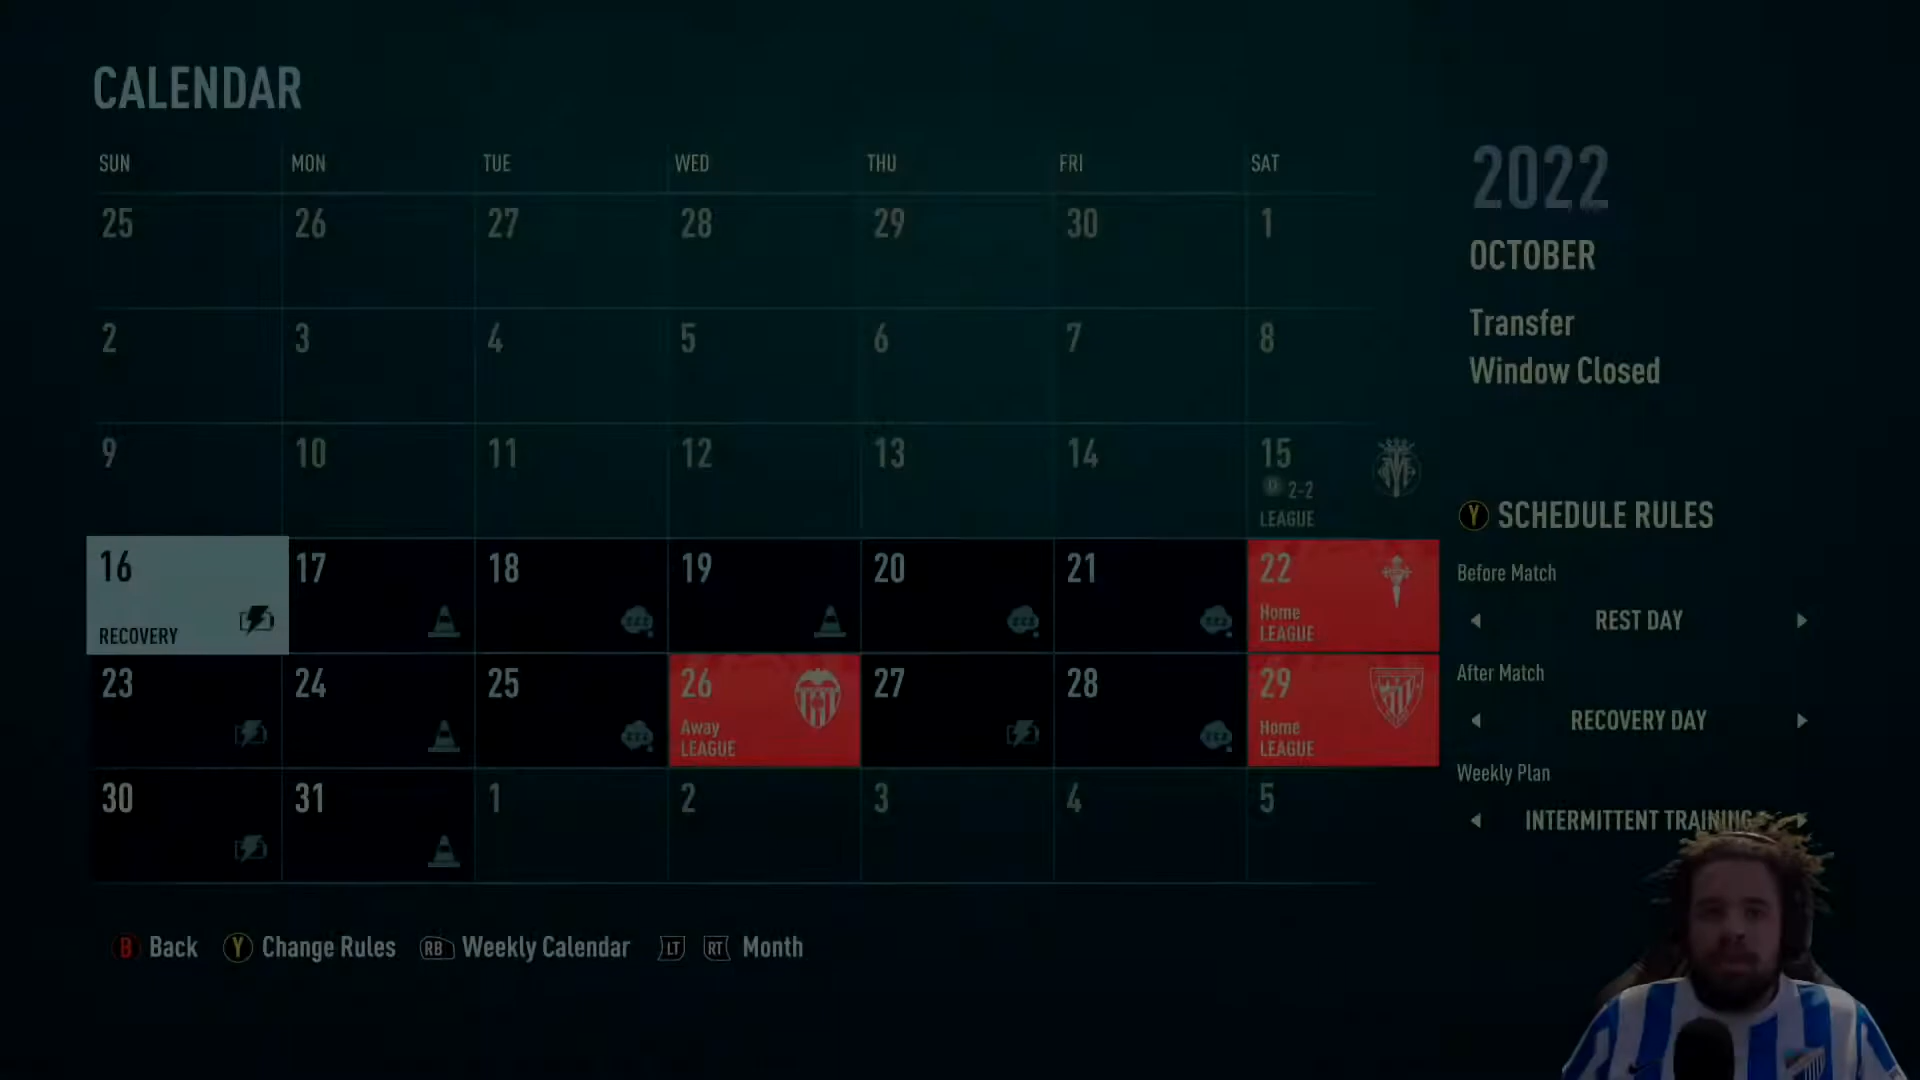 CALENDAR
SUN MON TUE WED THU FRI SAT
25 26 27 28 29 30 1
2 3 4 5 6 7 8
9 10 11 12 13 14 15
D 2-2
LEAGUE
16 17 18 19 20 21 22
RECOVERY
Home
LEAGUE
23 24 25 26 27 28 29
Away
LEAGUE
Home
LEAGUE
30 31 1 2 3 4 5
2022
OCTOBER
Transfer
Window Closed
Y SCHEDULE RULES
Before Match
REST DAY
After Match
RECOVERY DAY
Weekly Plan
INTERMITTENT TRAINING
B Back Y Change Rules RB Weekly Calendar LT RT Month